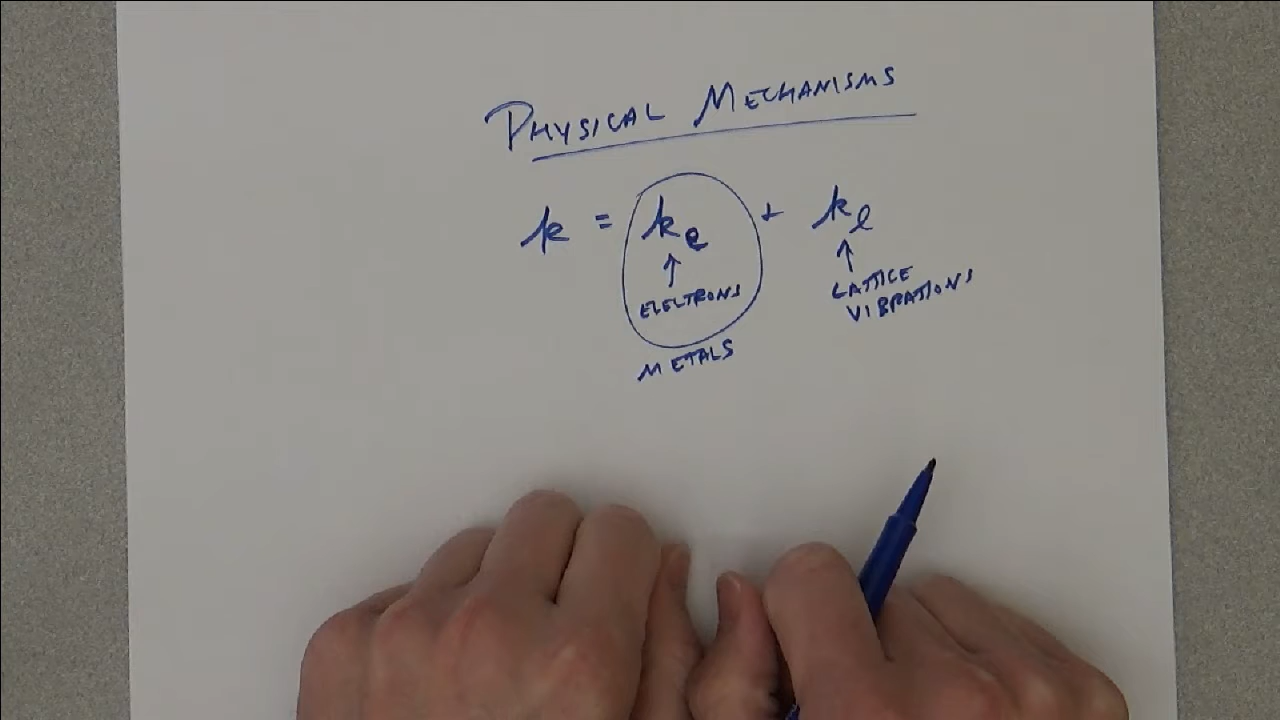 PHYSICAL MECHANISMS
k = ke + kl
↑ ELECTRONS
↑ LATTICE
VIBRATIONS
METALS